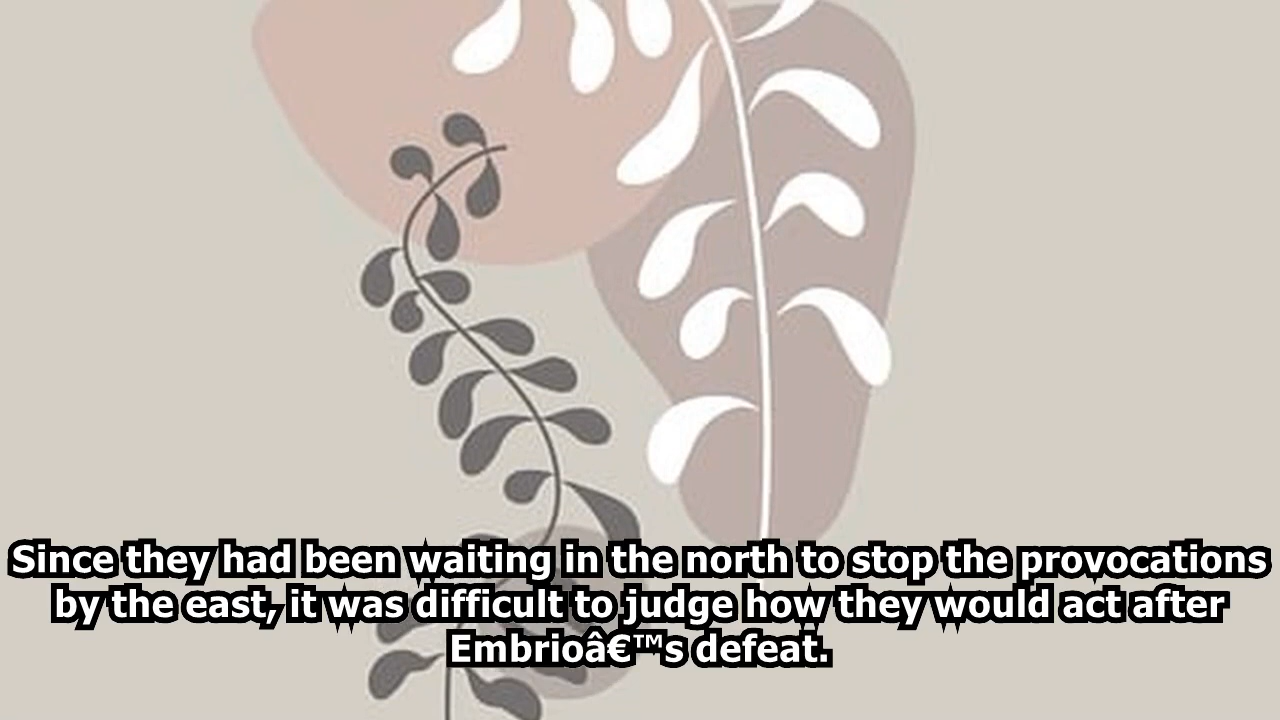 Since they had been waiting in the north to stop the provocations
by the east, it was difficult to judge how they would act after
Embrioâ€™s defeat.